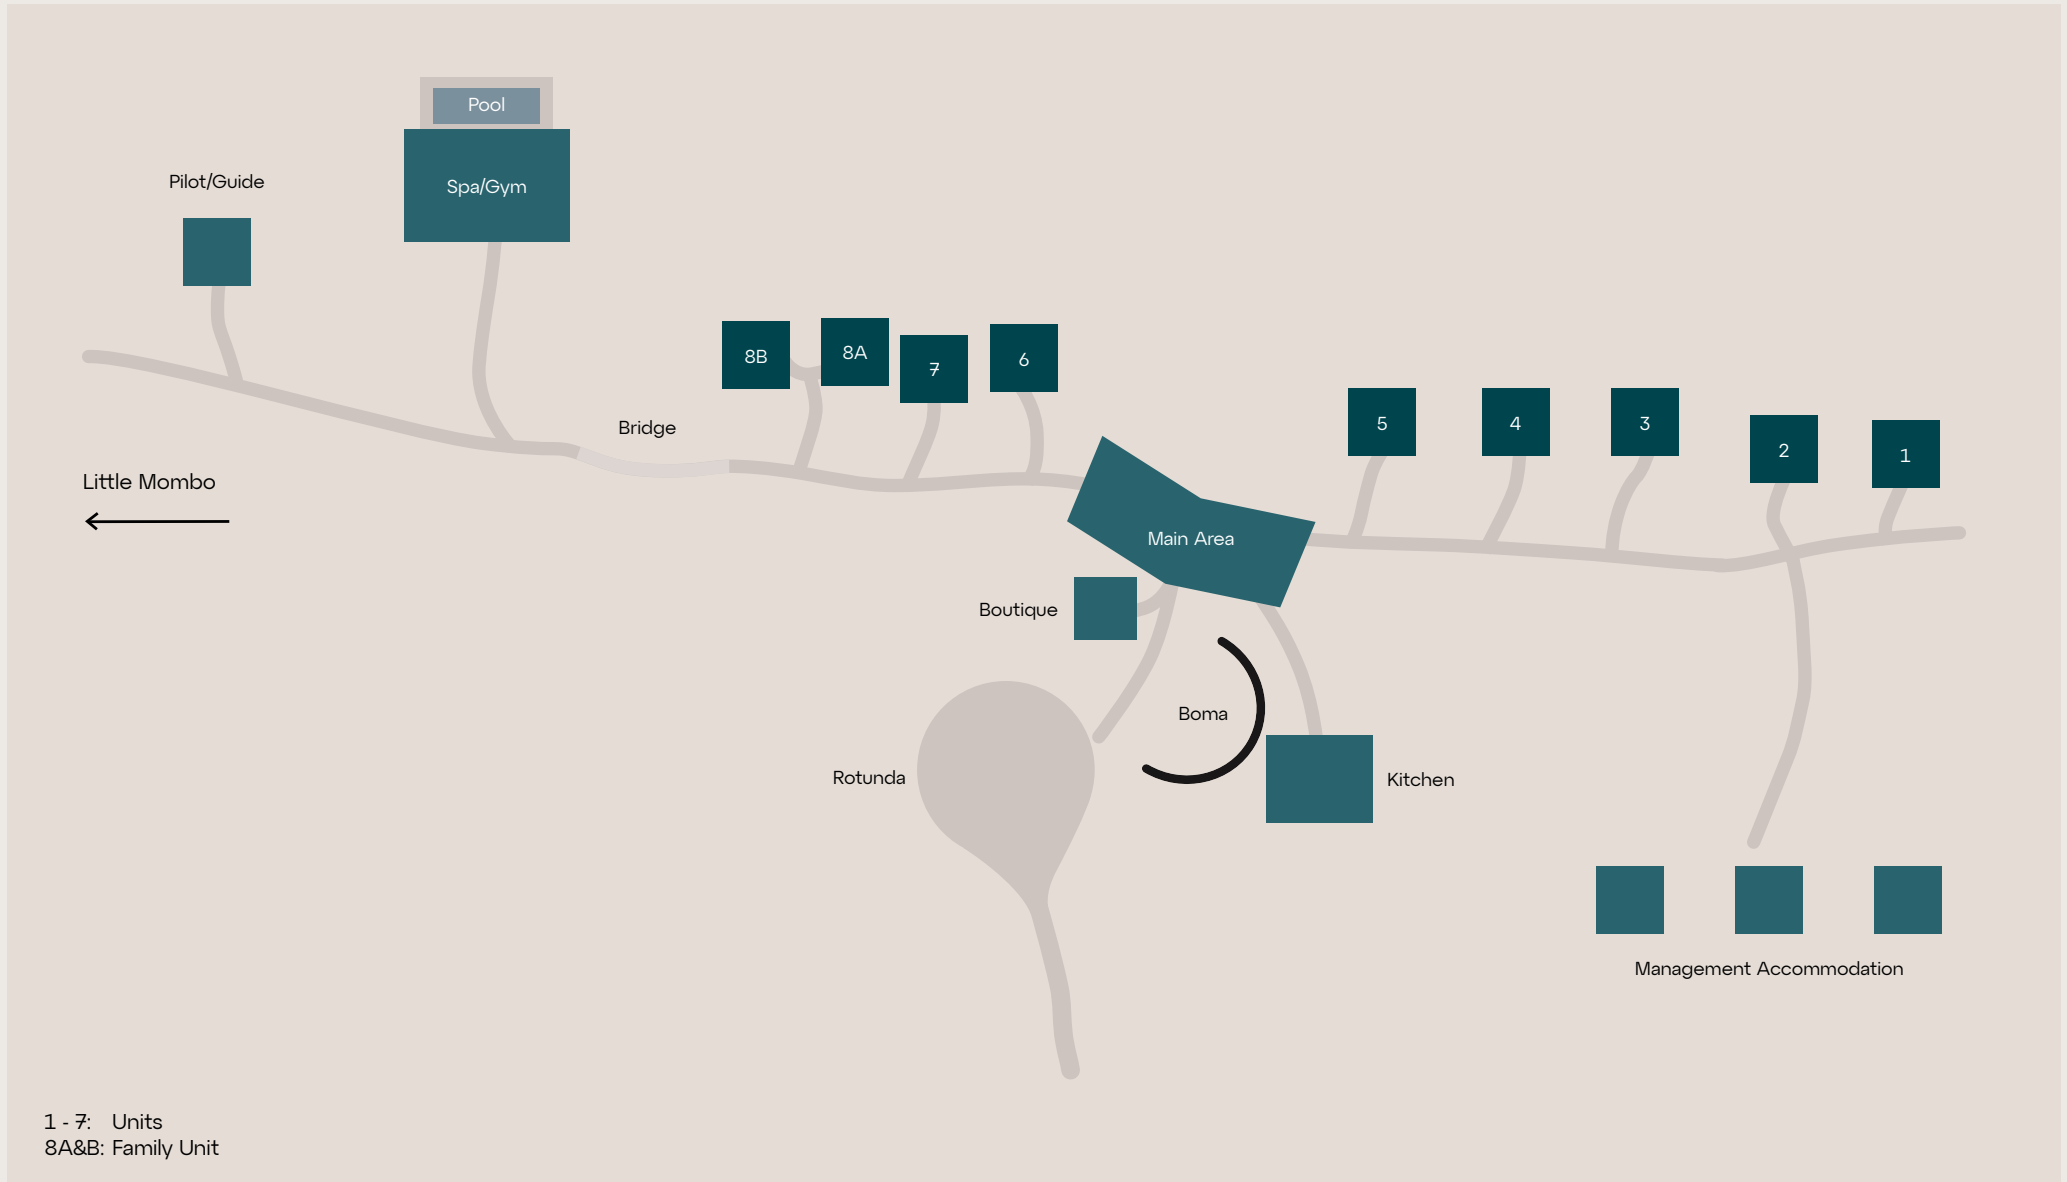 Pool
Spa/Gym
Pilot/Guide
8B
8A
7
6
Bridge
5
4
3
2
1
Little Mombo
Main Area
Boutique
Boma
Rotunda
Kitchen
Management Accommodation
1 - 7: Units
8A&B: Family Unit